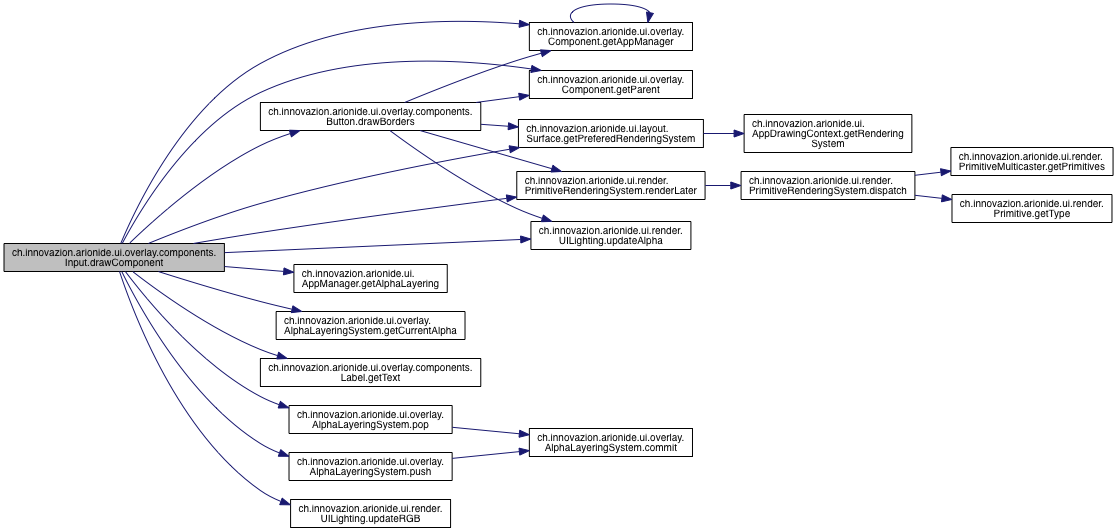 ch.innovazion.arionide.ui.overlay.
Component.getAppManager
ch.innovazion.arionide.ui.overlay.
Component.getParent
ch.innovazion.arionide.ui.overlay.components.
Button.drawBorders
ch.innovazion.arionide.ui.layout.
Surface.getPreferedRenderingSystem
ch.innovazion.arionide.ui.
AppDrawingContext.getRendering
System
ch.innovazion.arionide.ui.render.
PrimitiveMulticaster.getPrimitives
ch.innovazion.arionide.ui.render.
PrimitiveRenderingSystem.renderLater
ch.innovazion.arionide.ui.render.
PrimitiveRenderingSystem.dispatch
ch.innovazion.arionide.ui.render.
Primitive.getType
ch.innovazion.arionide.ui.render.
UILighting.updateAlpha
ch.innovazion.arionide.ui.overlay.components.
Input.drawComponent
ch.innovazion.arionide.ui.
AppManager.getAlphaLayering
ch.innovazion.arionide.ui.overlay.
AlphaLayeringSystem.getCurrentAlpha
ch.innovazion.arionide.ui.overlay.components.
Label.getText
ch.innovazion.arionide.ui.overlay.
AlphaLayeringSystem.pop
ch.innovazion.arionide.ui.overlay.
AlphaLayeringSystem.commit
ch.innovazion.arionide.ui.overlay.
AlphaLayeringSystem.push
ch.innovazion.arionide.ui.render.
UILighting.updateRGB